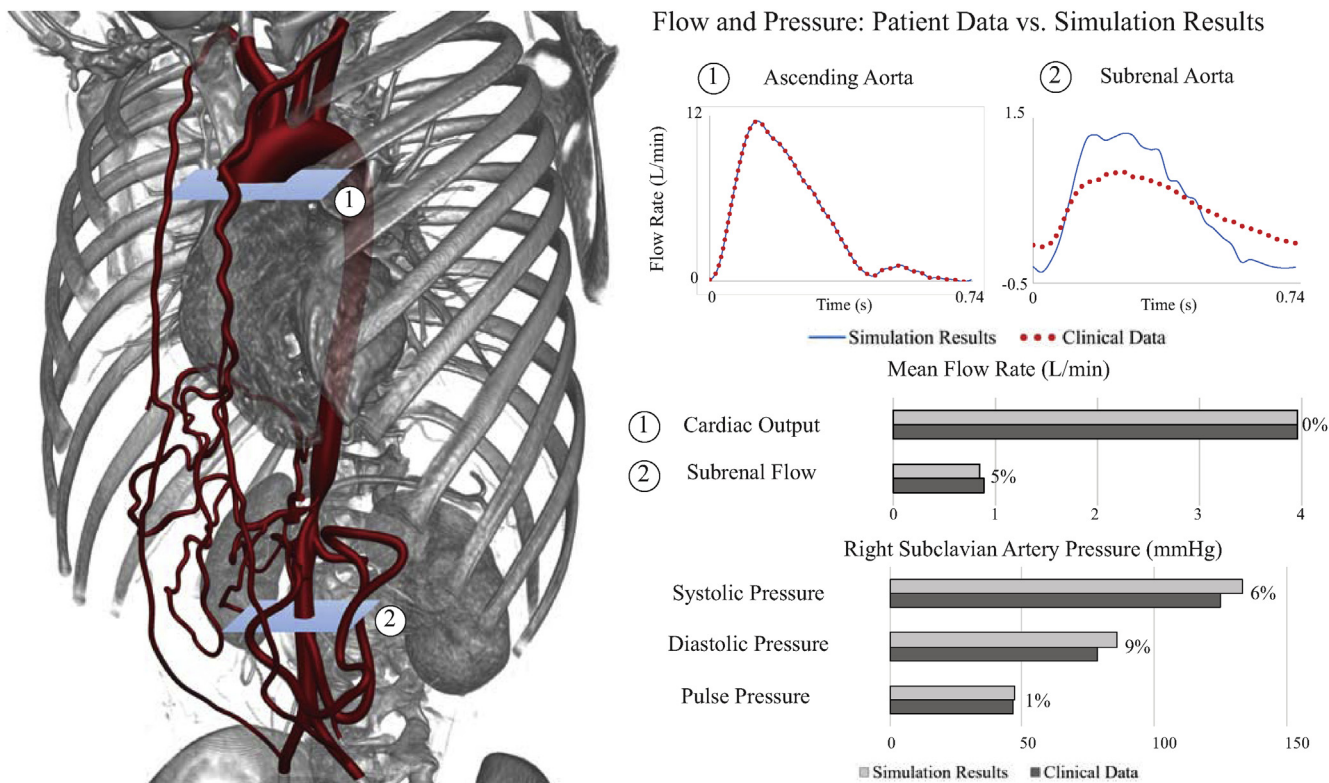 1
2
Flow and Pressure: Patient Data vs. Simulation Results
1 Ascending Aorta
2 Subrenal Aorta
12
Flow Rate (L/min)
0
0
Time (s)
0.74
1.5
-0.5
0
Time (s)
0.74
Simulation Results
Clinical Data
Mean Flow Rate (L/min)
1 Cardiac Output
0%
2 Subrenal Flow
5%
0 1 2 3 4
Right Subclavian Artery Pressure (mmHg)
Systolic Pressure
6%
Diastolic Pressure
9%
Pulse Pressure
1%
0 50 100 150
Simulation Results
Clinical Data